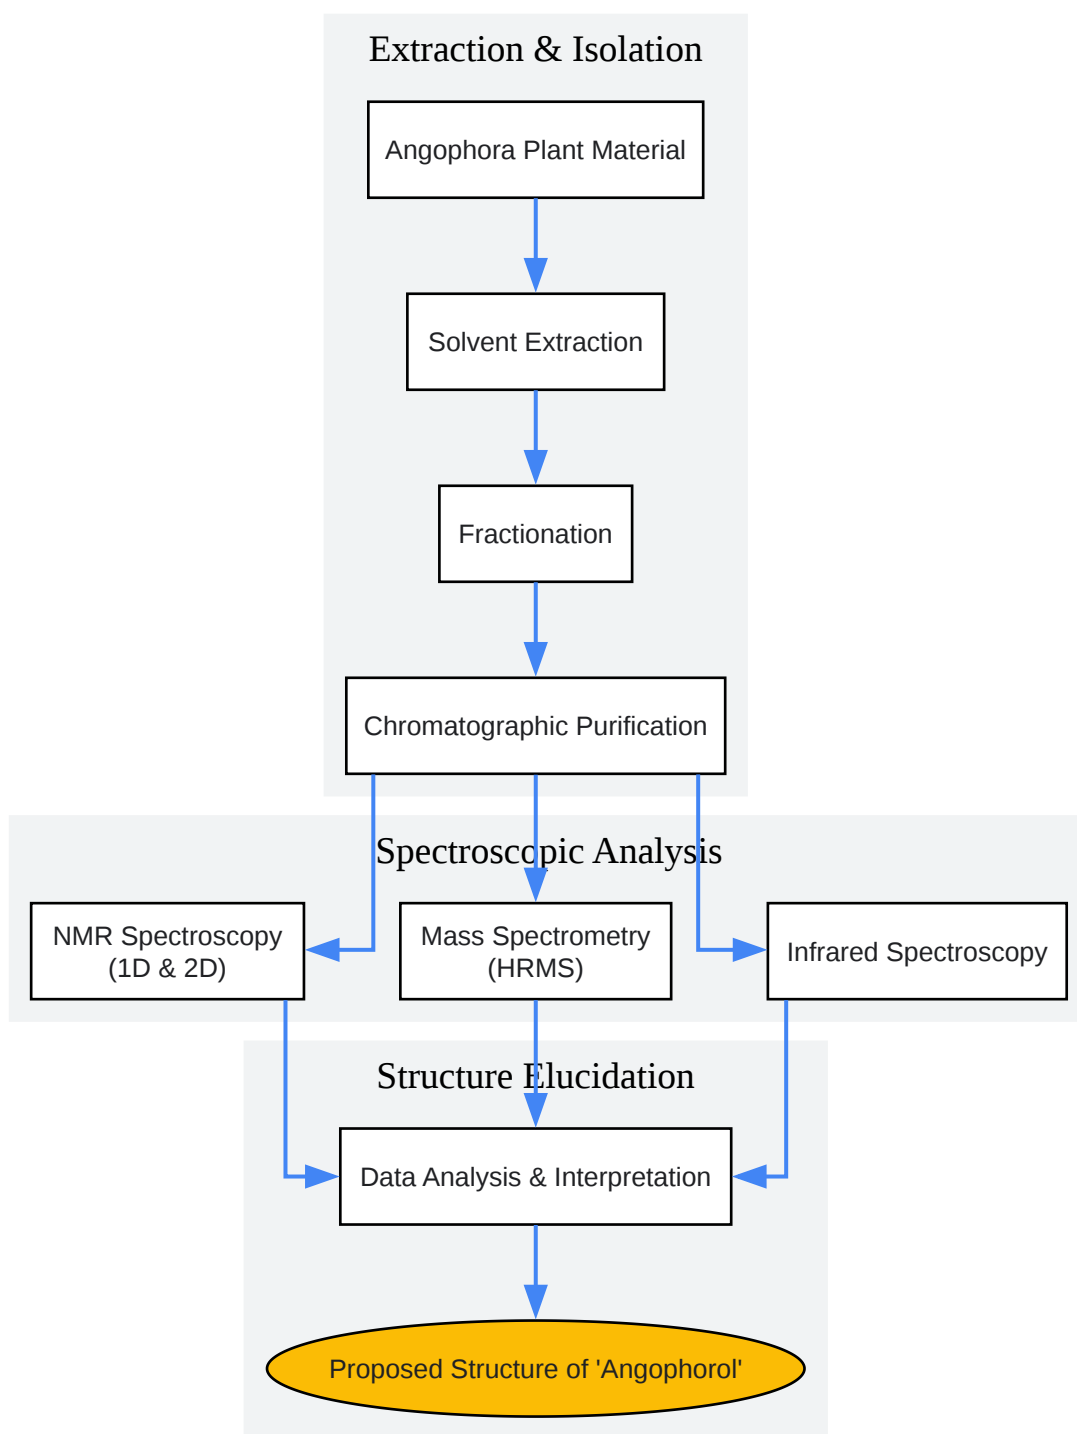 Extraction & Isolation
Angophora Plant Material
Solvent Extraction
Fractionation
Chromatographic Purification
Spectroscopic Analysis
NMR Spectroscopy
(1D & 2D)
Mass Spectrometry
(HRMS)
Infrared Spectroscopy
Structure Elucidation
Data Analysis & Interpretation
Proposed Structure of 'Angophorol'